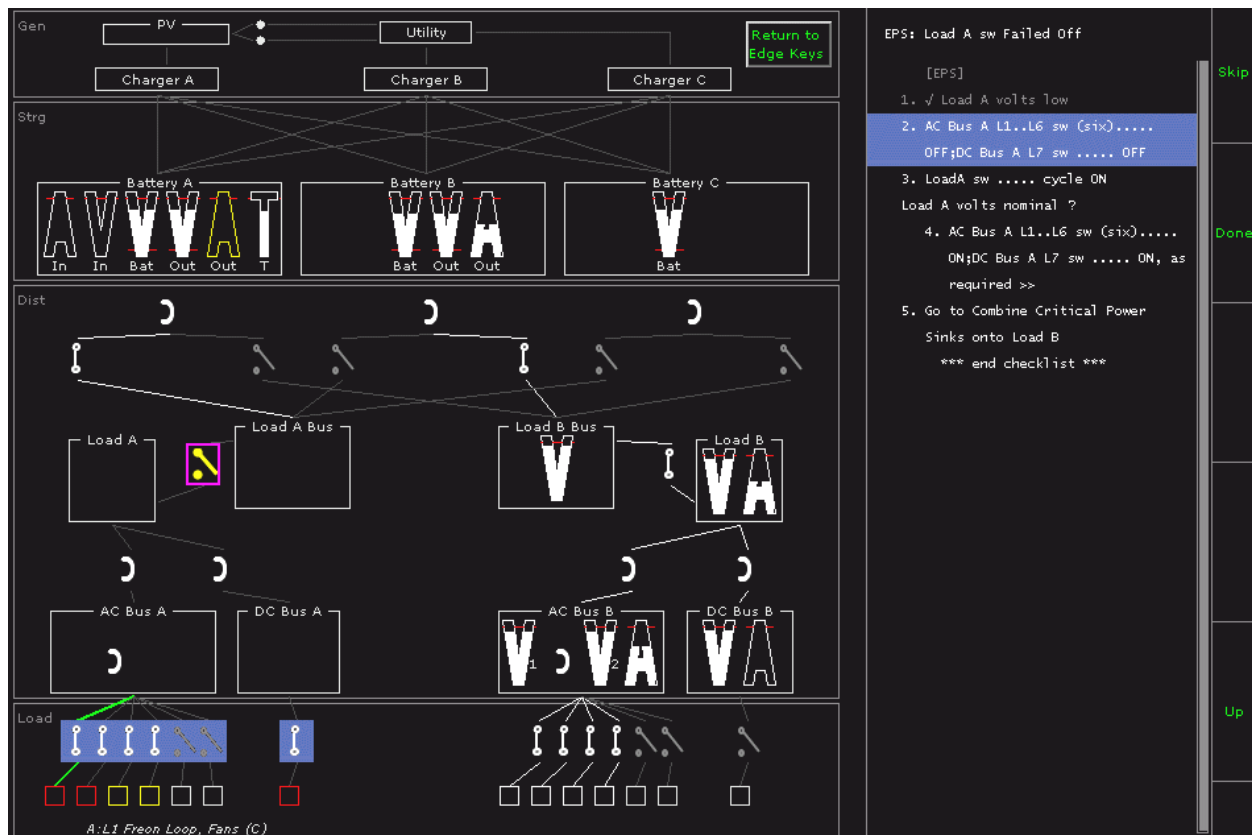 Gen
PV
Utility
Return to
Edge Keys
Charger A
Charger B
Charger C
Strg
Battery A
Battery B
Battery C
A V V V A T
V V A
V
In In Bat Out Out T
Bat Out Out
Bat
Dist
Load A
Load A Bus
Load B Bus
Load B
V
V A
AC Bus A
DC Bus A
AC Bus B
DC Bus B
V 1 V 2 A
V A
Load
A:L1 Freon Loop, Fans (C)
EPS: Load A sw Failed Off
[EPS]
1. √ Load A volts low
2. AC Bus A L1..L6 sw (six).....
OFF;DC Bus A L7 sw ..... OFF
3. LoadA sw ..... cycle ON
Load A volts nominal ?
4. AC Bus A L1..L6 sw (six).....
ON;DC Bus A L7 sw ..... ON, as
required >>
5. Go to Combine Critical Power
Sinks onto Load B
*** end checklist ***
Skip
Done
Up